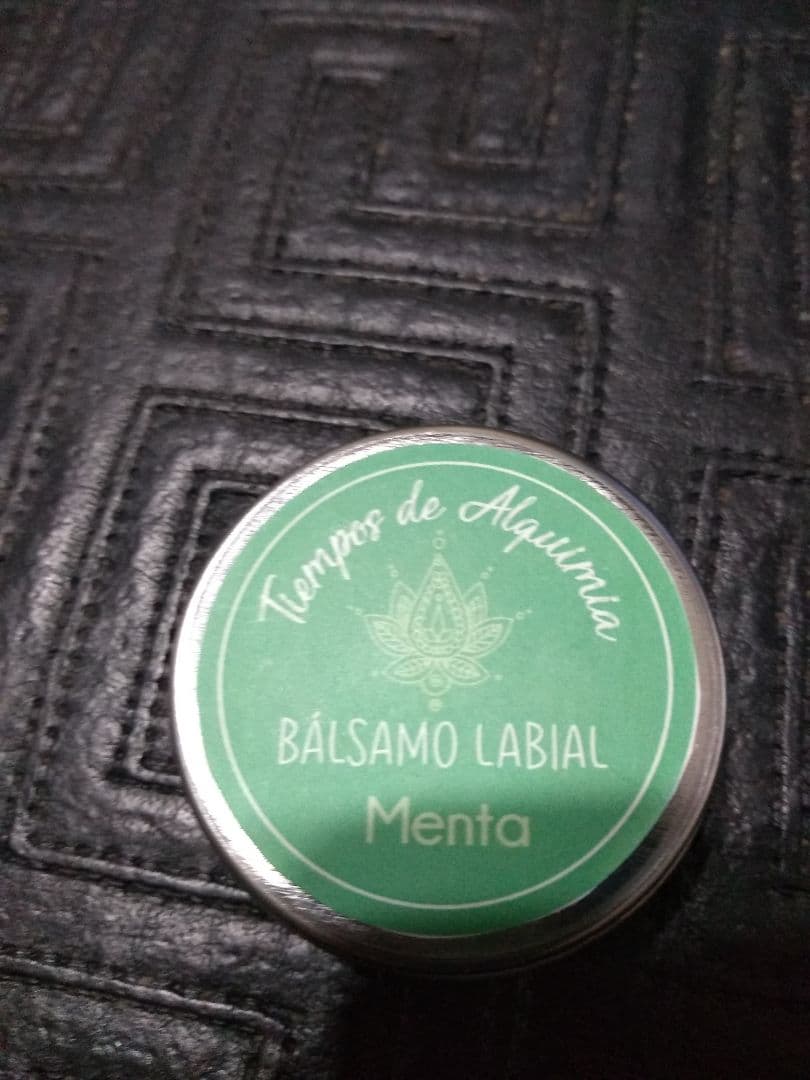 Tiempos de Alquimia
BÁLSAMO LABIAL
Menta